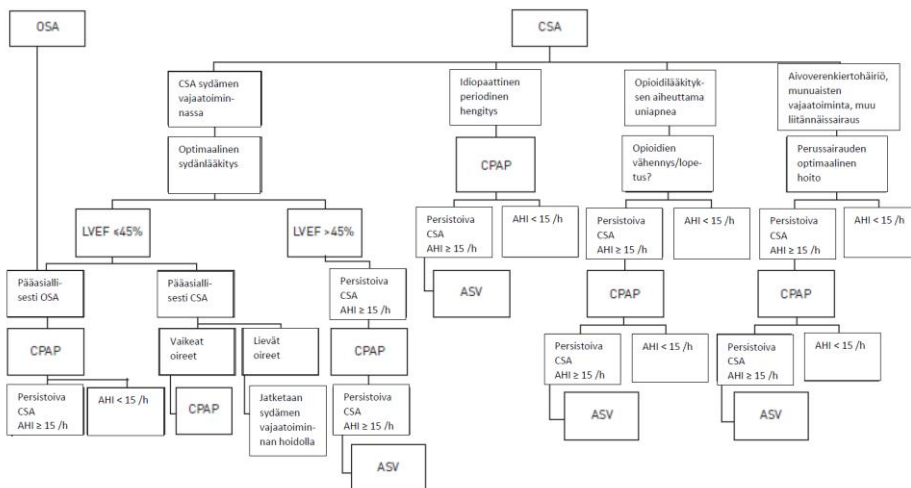 OSA
CSA
CSA sydämen
vajaatoimin-
nassa
Idiopaattinen
periodinen
hengitys
Opioidilääkityk-
sen aiheuttama
uniapnea
Aivoverenkiertohäiriö,
munuaisten
vajaatoiminta, muu
liitännäissairaus
Optimaalinen
sydänlääkitys
CPAP
Opioidien
vähennys/lope-
tus?
Perussairauden
optimaalinen
hoito
LVEF ≤45%
LVEF >45%
Persistoiva
CSA
AHI ≥ 15 /h
AHI < 15 /h
Persistoiva
CSA
AHI ≥ 15 /h
AHI < 15 /h
Persistoiva
CSA
AHI ≥ 15 /h
AHI < 15 /h
Pääasialli-
sesti OSA
Pääasialli-
sesti CSA
Persistoiva
CSA
AHI ≥ 15 /h
ASV
CPAP
CPAP
CPAP
Vaikeat
oireet
Lievät
oireet
CPAP
Persistoiva
CSA
AHI ≥ 15 /h
AHI < 15 /h
Persistoiva
CSA
AHI ≥ 15 /h
AHI < 15 /h
Persistoiva
CSA
AHI ≥ 15 /h
AHI < 15 /h
CPAP
Jatketaan
sydämen
vajaatoimin-
nan hoidolla
Persistoiva
CSA
AHI ≥ 15 /h
ASV
ASV
ASV